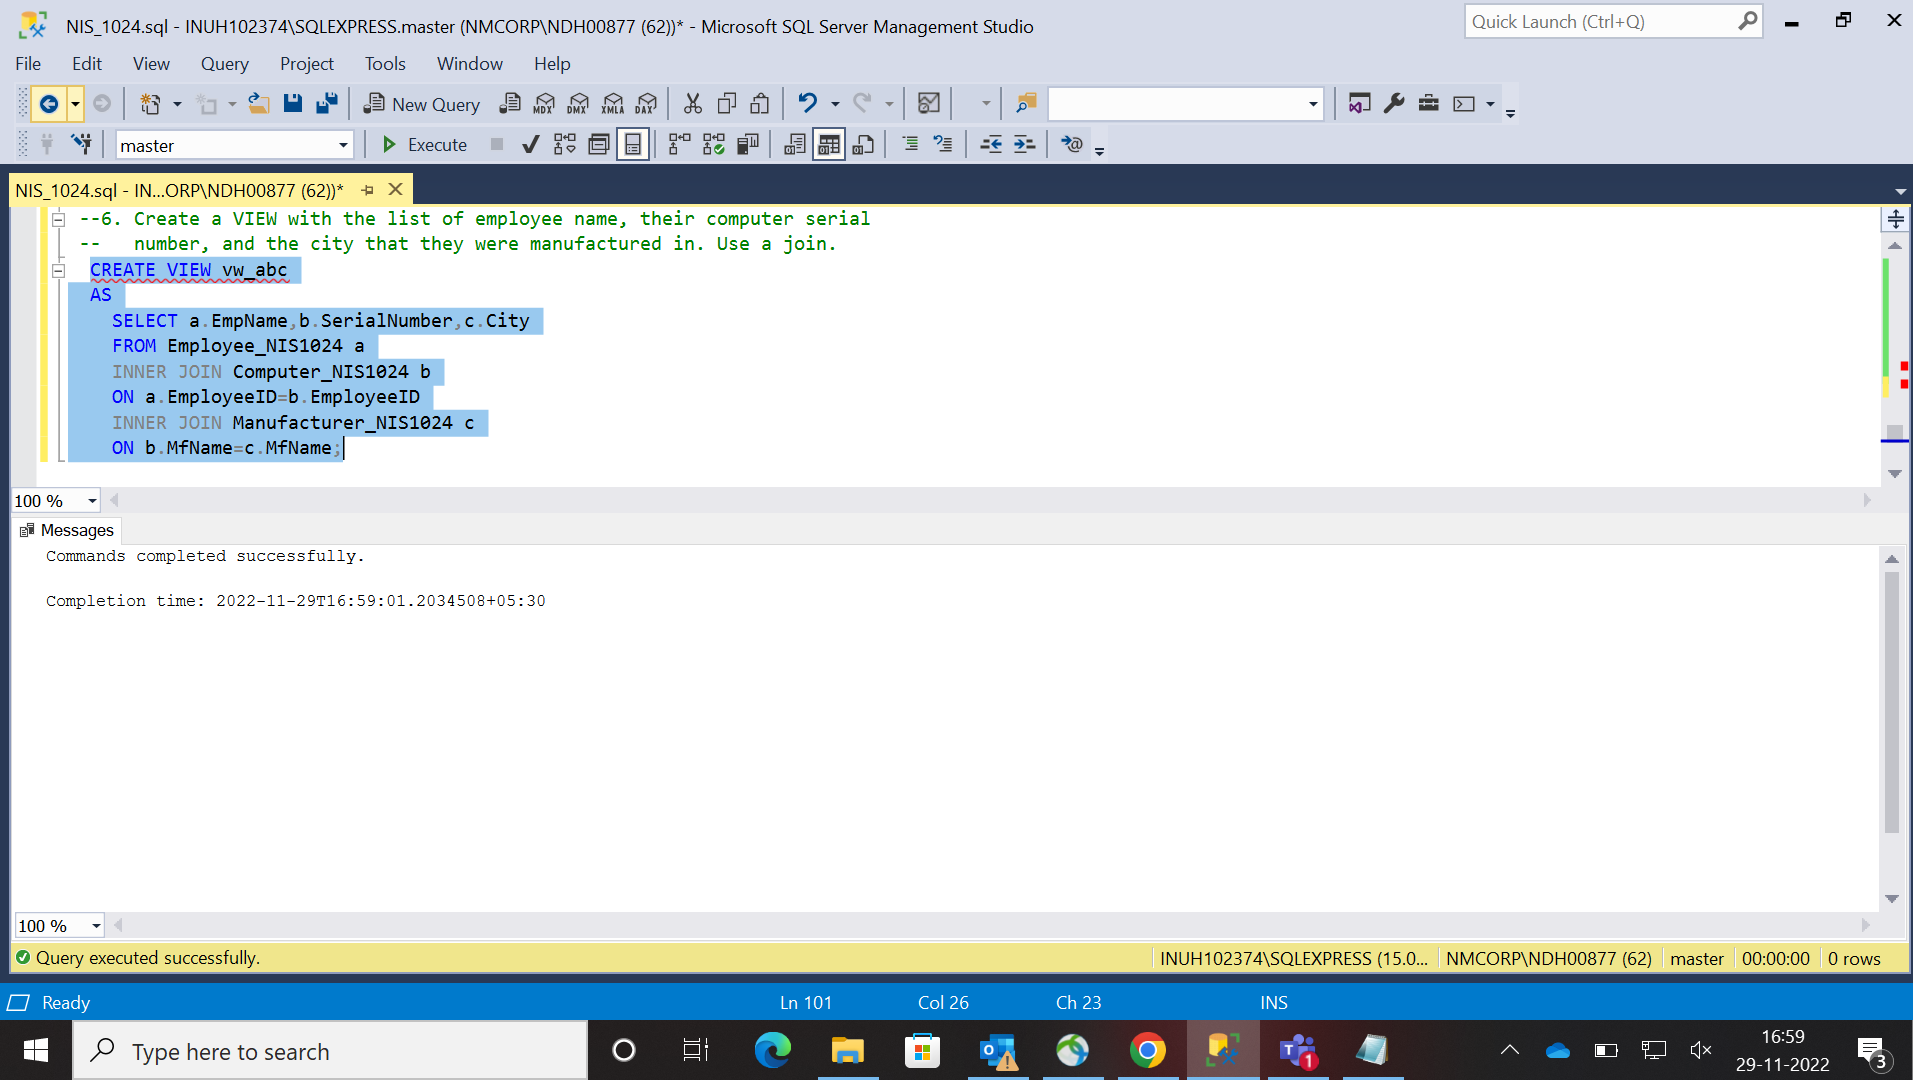 NIS_1024.sql - INUH102374\SQLEXPRESS.master (NMCORP\NDH00877 (62))* - Microsoft SQL Server Management Studio
Quick Launch (Ctrl+Q)
File Edit View Query Project Tools Window Help
New Query MDX DMX XMLA DAX
master Execute
NIS_1024.sql - IN...ORP\NDH00877 (62))*
--6. Create a VIEW with the list of employee name, their computer serial
-- number, and the city that they were manufactured in. Use a join.
CREATE VIEW vw_abc
AS
SELECT a.EmpName,b.SerialNumber,c.City
FROM Employee_NIS1024 a
INNER JOIN Computer_NIS1024 b
ON a.EmployeeID=b.EmployeeID
INNER JOIN Manufacturer_NIS1024 c
ON b.MfName=c.MfName;
100 %
Messages
Commands completed successfully.
Completion time: 2022-11-29T16:59:01.2034508+05:30
100 %
Query executed successfully. INUH102374\SQLEXPRESS (15.0... NMCORP\NDH00877 (62) master 00:00:00 0 rows
Ready Ln 101 Col 26 Ch 23 INS
Type here to search
1
16:59
29-11-2022
3